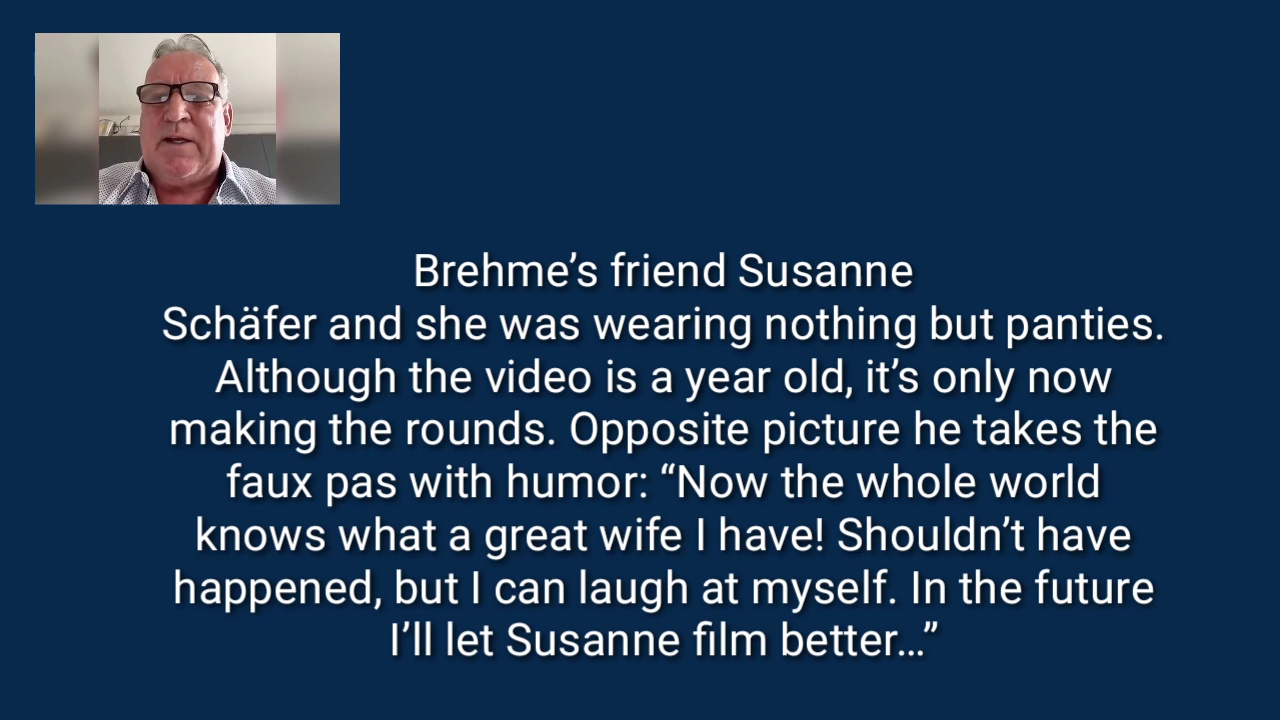 Brehme’s friend Susanne
Schäfer and she was wearing nothing but panties.
Although the video is a year old, it’s only now
making the rounds. Opposite picture he takes the
faux pas with humor: “Now the whole world
knows what a great wife I have! Shouldn’t have
happened, but I can laugh at myself. In the future
I’ll let Susanne film better…”